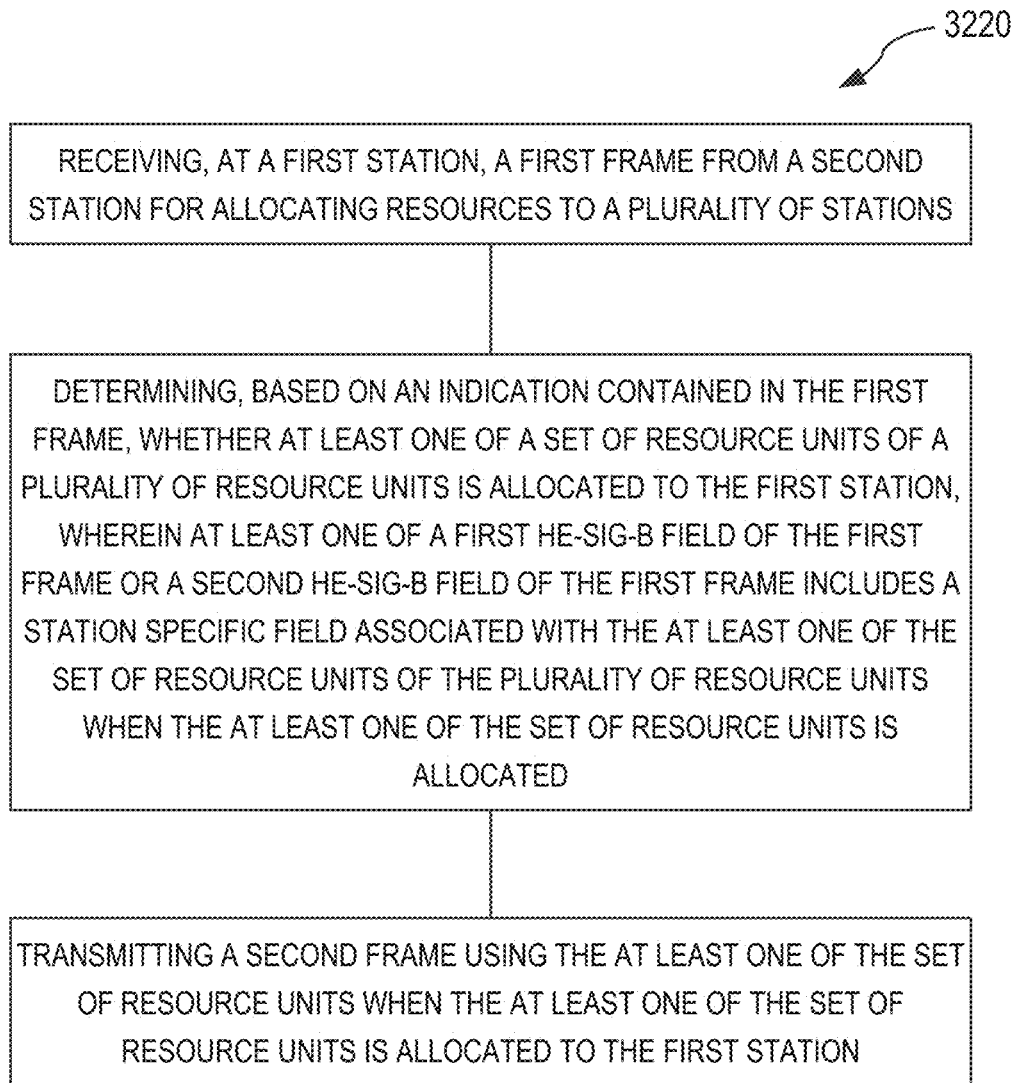 3220
RECEIVING, AT A FIRST STATION, A FIRST FRAME FROM A SECOND
STATION FOR ALLOCATING RESOURCES TO A PLURALITY OF STATIONS
DETERMINING, BASED ON AN INDICATION CONTAINED IN THE FIRST
FRAME, WHETHER AT LEAST ONE OF A SET OF RESOURCE UNITS OF A
PLURALITY OF RESOURCE UNITS IS ALLOCATED TO THE FIRST STATION,
WHEREIN AT LEAST ONE OF A FIRST HE-SIG-B FIELD OF THE FIRST
FRAME OR A SECOND HE-SIG-B FIELD OF THE FIRST FRAME INCLUDES A
STATION SPECIFIC FIELD ASSOCIATED WITH THE AT LEAST ONE OF THE
SET OF RESOURCE UNITS OF THE PLURALITY OF RESOURCE UNITS
WHEN THE AT LEAST ONE OF THE SET OF RESOURCE UNITS IS
ALLOCATED
TRANSMITTING A SECOND FRAME USING THE AT LEAST ONE OF THE SET
OF RESOURCE UNITS WHEN THE AT LEAST ONE OF THE SET OF
RESOURCE UNITS IS ALLOCATED TO THE FIRST STATION